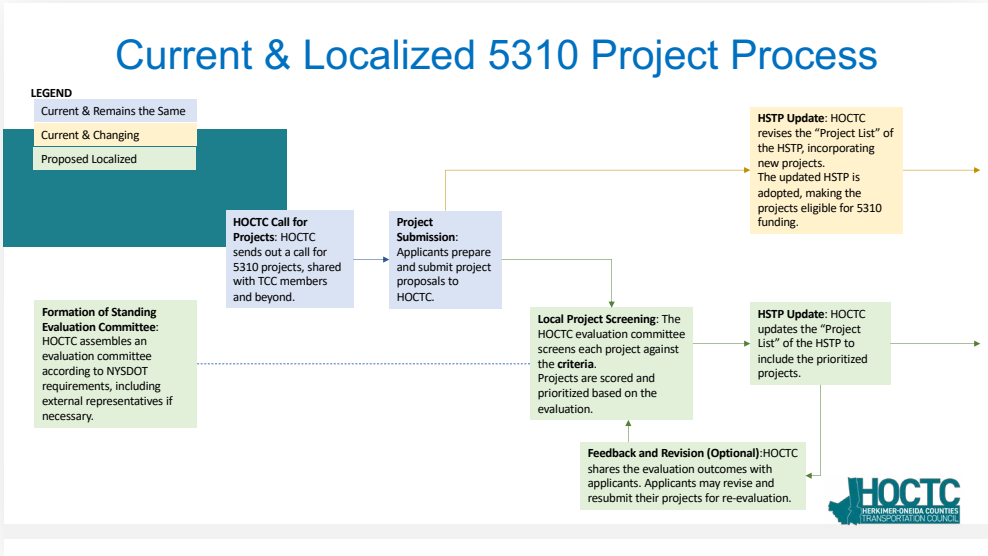 Current & Localized 5310 Project Process
LEGEND
Current & Remains the Same
Current & Changing
Proposed Localized
HOCTC Call for
Projects: HOCTC
sends out a call for
5310 projects, shared
with TCC members
and beyond.
Project
Submission:
Applicants prepare
and submit project
proposals to
HOCTC.
HSTP Update: HOCTC
revises the “Project List” of
the HSTP, incorporating
new projects.
The updated HSTP is
adopted, making the
projects eligible for 5310
funding.
Formation of Standing
Evaluation Committee:
HOCTC assembles an
evaluation committee
according to NYSDOT
requirements, including
external representatives if
necessary.
Local Project Screening: The
HOCTC evaluation committee
screens each project against
the criteria.
Projects are scored and
prioritized based on the
evaluation.
HSTP Update: HOCTC
updates the “Project
List” of the HSTP to
include the prioritized
projects.
Feedback and Revision (Optional):HOCTC
shares the evaluation outcomes with
applicants. Applicants may revise and
resubmit their projects for re-evaluation.
HOCTC
HERKIMER-ONEIDA COUNTIES
TRANSPORTATION COUNCIL